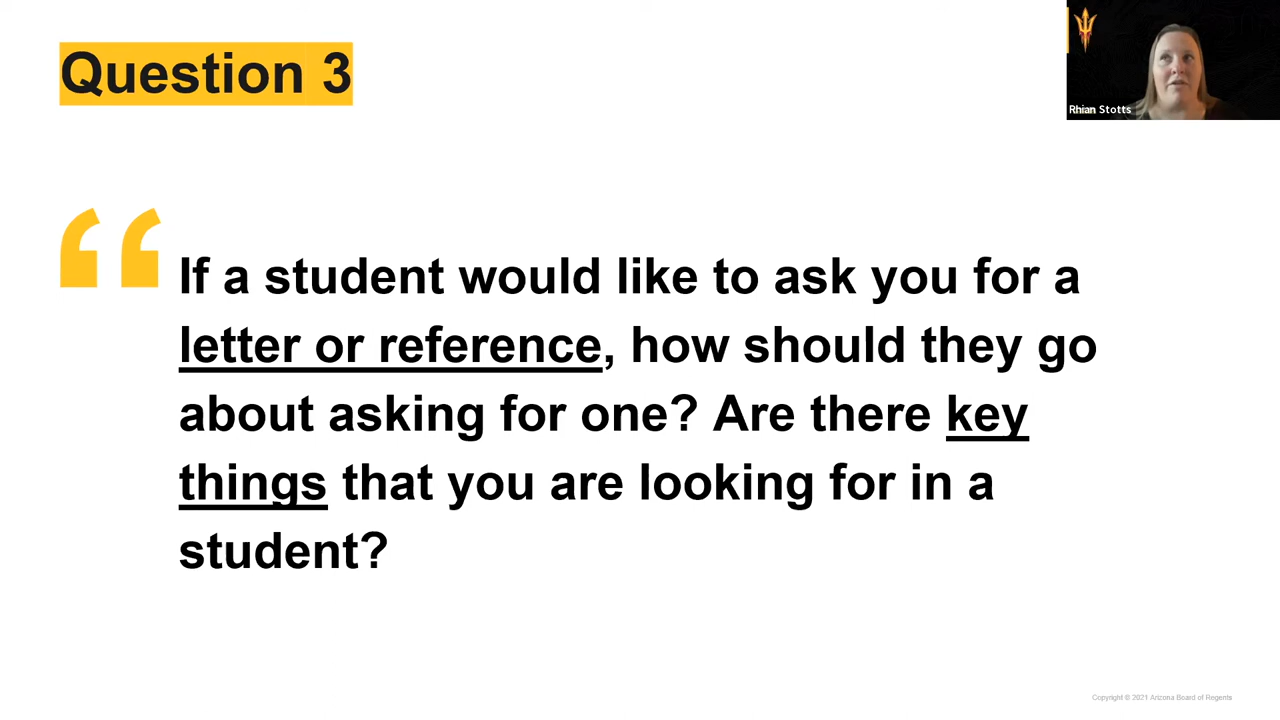 Question 3
Rhian Stotts
“
If a student would like to ask you for a
letter or reference, how should they go
about asking for one? Are there key
things that you are looking for in a
student?
Copyright © 2021 Arizona Board of Regents